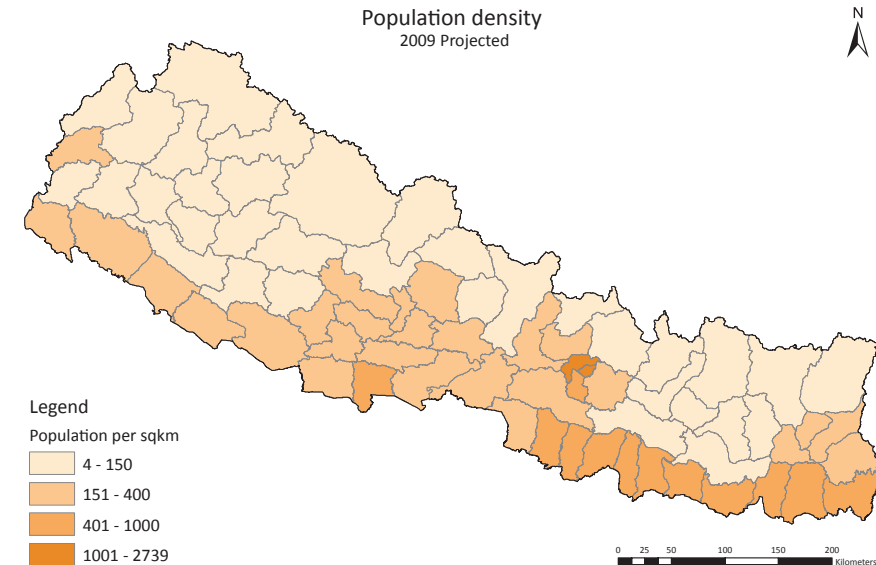 Population density
2009 Projected
N
Legend
Population per sqkm
4 - 150
151 - 400
401 - 1000
1001 - 2739
0 25 50 100 150 200
Kilometers